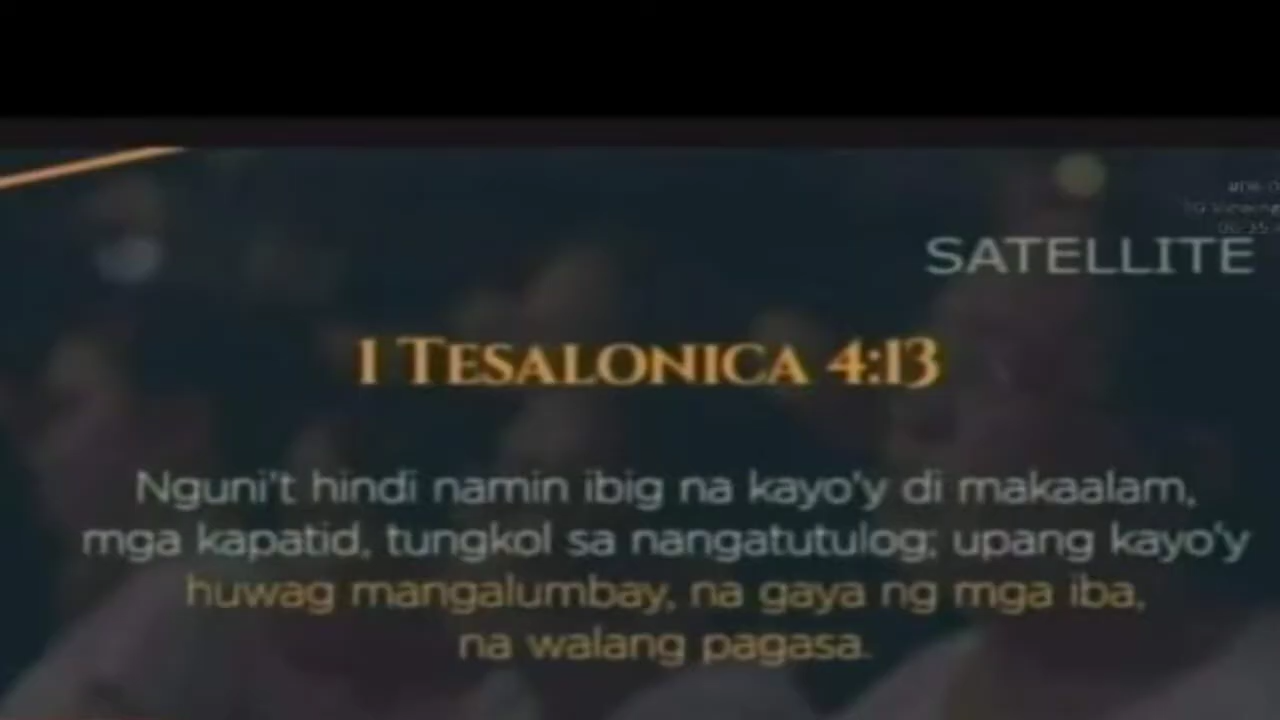 SATELLITE
1 TESALONICA 4:13
Nguni't hindi namin ibig na kayo'y di makaalam,
mga kapatid, tungkol sa nangatutulog; upang kayo'y
huwag mangalumbay, na gaya ng mga iba,
na walang pagasa.